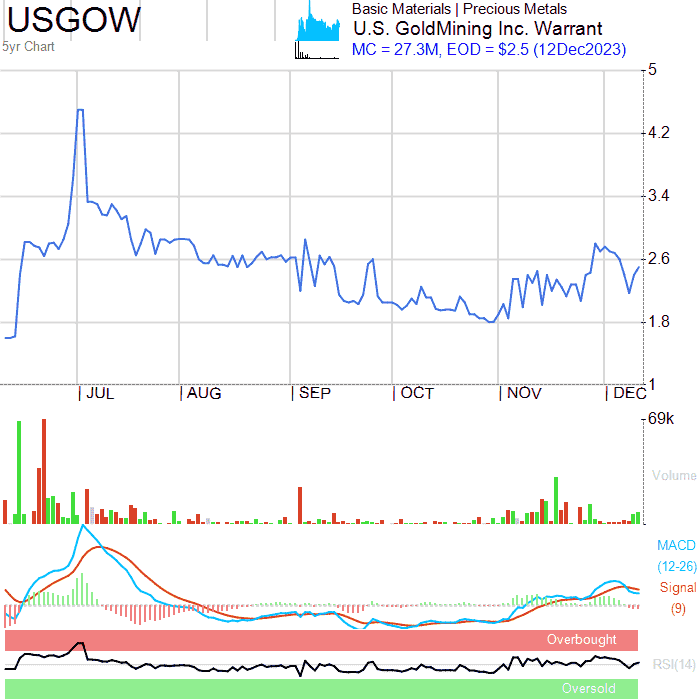 USGOW
5yr Chart
Basic Materials | Precious Metals
U.S. GoldMining Inc. Warrant
MC = 27.3M, EOD = $2.5 (12Dec2023)
5
4.2
3.4
2.6
1.8
1
JUL AUG SEP OCT NOV DEC
69k
Volume
MACD
(12-26)
Signal
(9)
Overbought
RSI(14)
Oversold